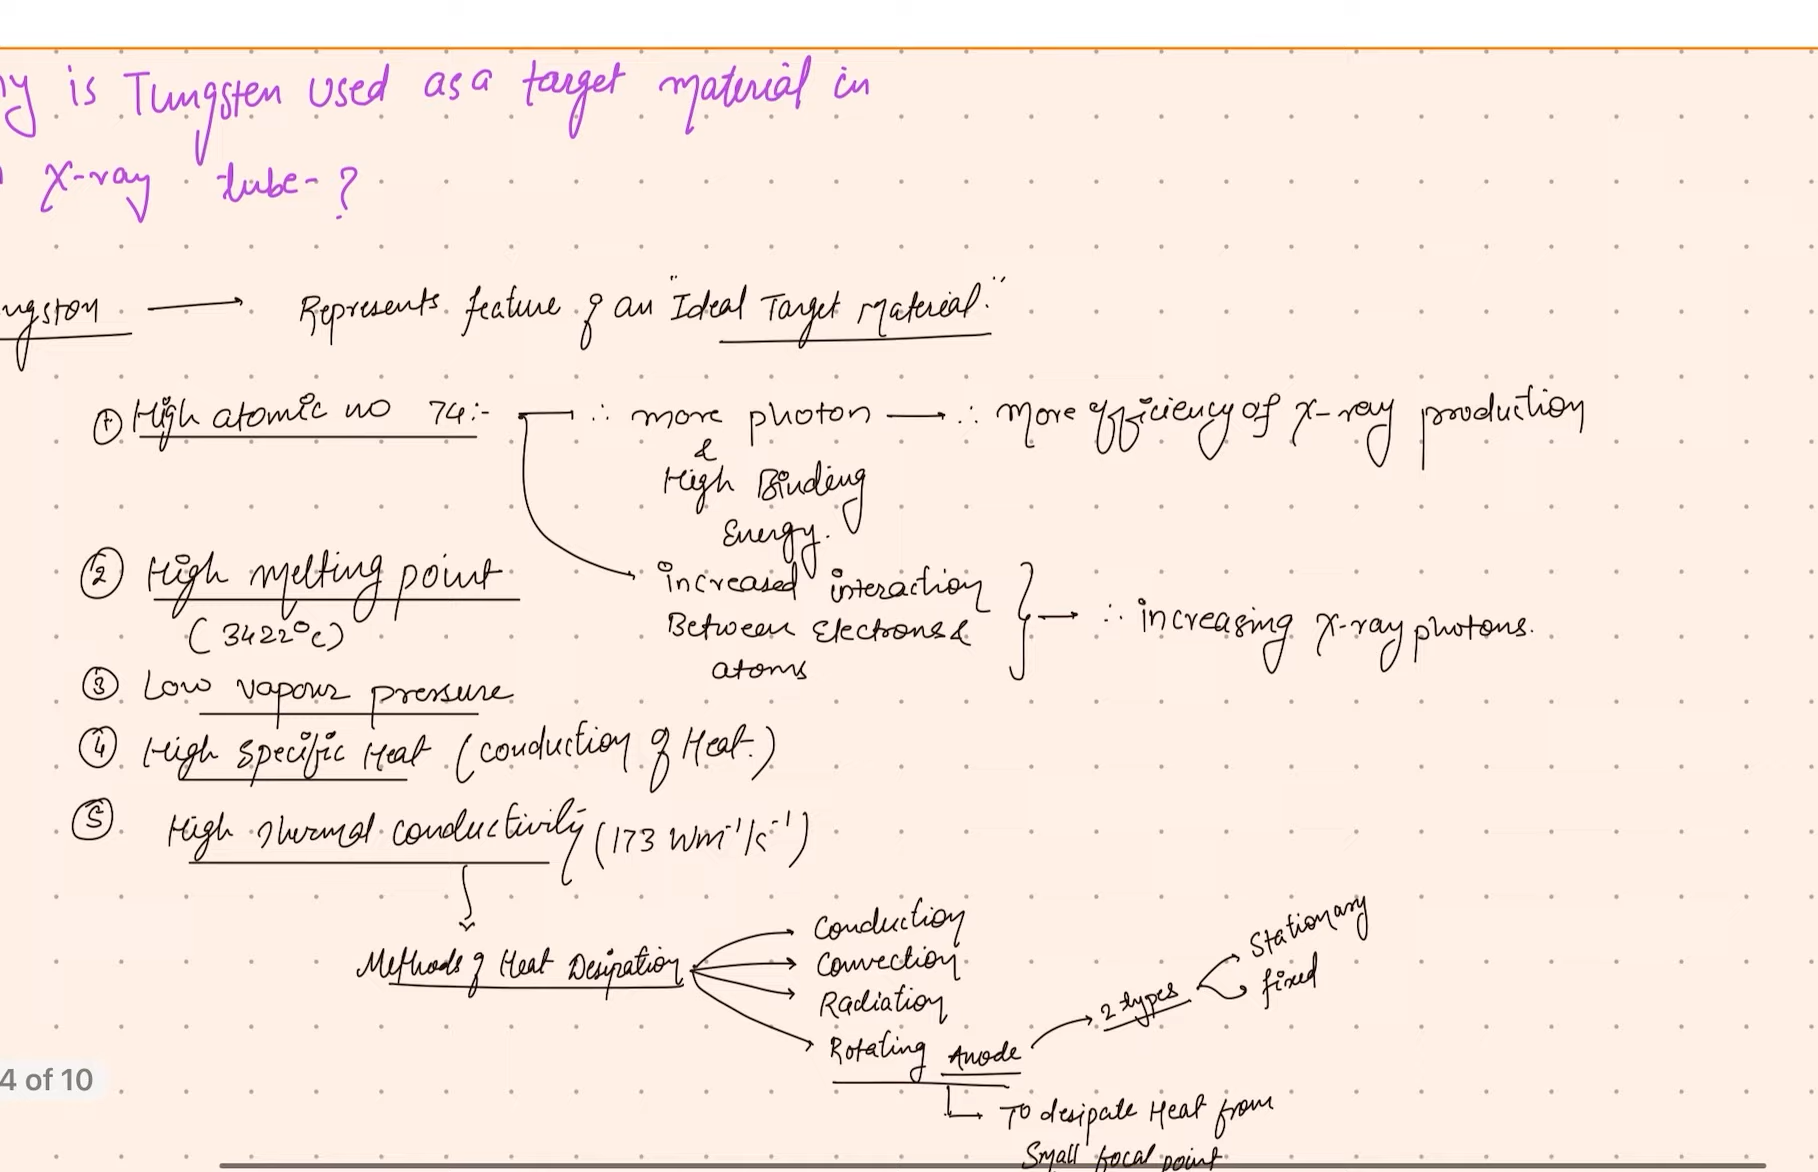 y is Tungsten used as a target material in
X-ray tube-?
ngston → Represents feature of an "Ideal Target Material."
① High atomic no 74:- ∴ more photon → ∴ more efficiency of X-ray production
&
High Binding
Energy.
② High melting point
(3422°C)
increased interaction
Between Electrons &
atoms
→ ∴ increasing X-ray photons.
③ Low vapour pressure
④ High Specific Heat (conduction of Heat.)
⑤ High Thermal conductivity (173 Wm⁻¹K⁻¹)
Methods of Heat Desipation
Conduction
Convection
Radiation
Rotating Anode
2 types
Stationary
fixed
To desipate Heat from
Small focal point
4 of 10